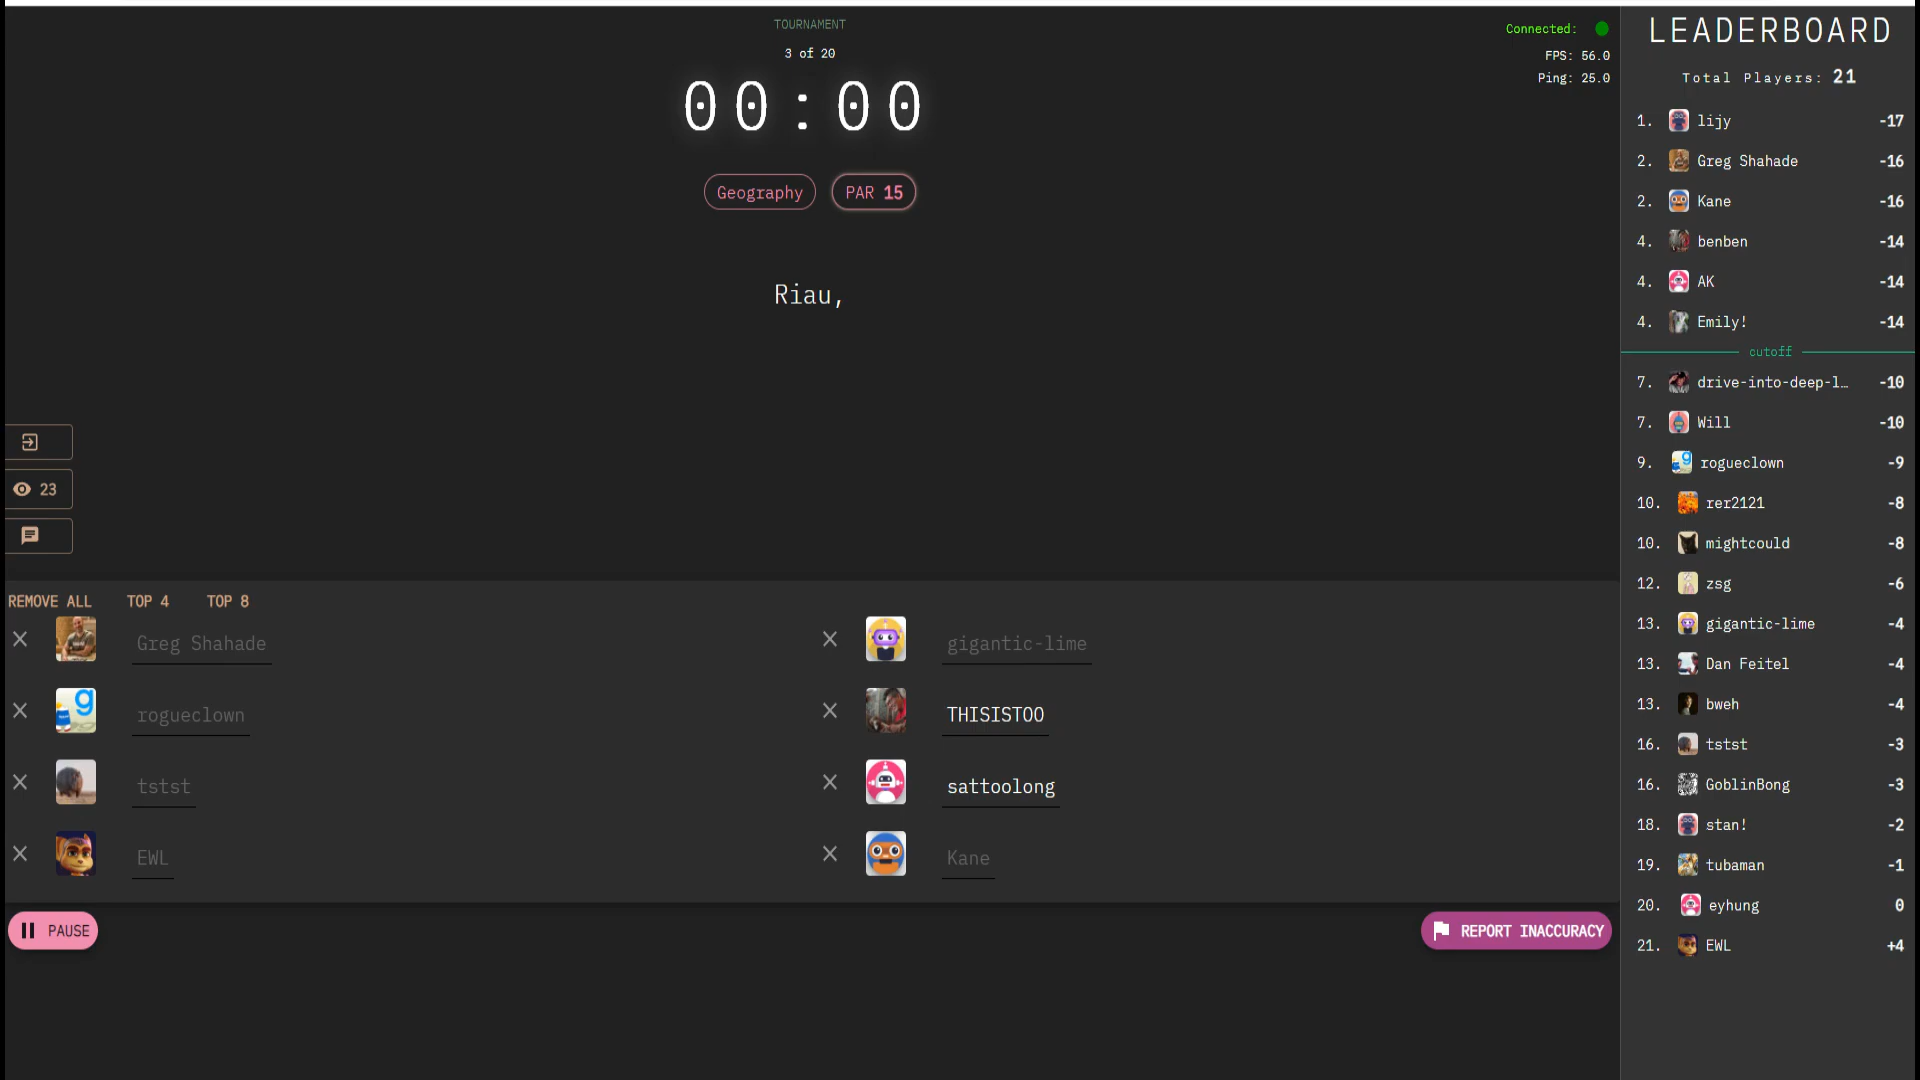 TOURNAMENT
3 of 20
00:00
Geography
PAR 15
Riau,
Connected:
FPS: 56.0
Ping: 25.0
23
REMOVE ALL TOP 4 TOP 8
Greg Shahade
rogueclown
tstst
EWL
gigantic-lime
THISISTOO
sattoolong
Kane
PAUSE
REPORT INACCURACY
LEADERBOARD
Total Players: 21
1. lijy -17
2. Greg Shahade -16
2. Kane -16
4. benben -14
4. AK -14
4. Emily! -14
cutoff
7. drive-into-deep-l… -10
7. Will -10
9. rogueclown -9
10. rer2121 -8
10. mightcould -8
12. zsg -6
13. gigantic-lime -4
13. Dan Feitel -4
13. bweh -4
16. tstst -3
16. GoblinBong -3
18. stan! -2
19. tubaman -1
20. eyhung 0
21. EWL +4